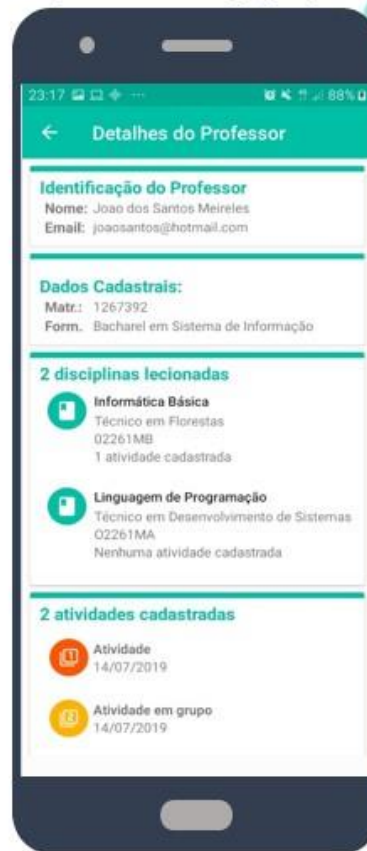 23:17 ... 88%
Detalhes do Professor
Identificação do Professor
Nome: Joao dos Santos Meireles
Email: joaosantos@hotmail.com
Dados Cadastrais:
Matr.: 1267392
Form. Bacharel em Sistema de Informação
2 disciplinas lecionadas
Informática Básica
Técnico em Florestas
02261MB
1 atividade cadastrada
Linguagem de Programação
Técnico em Desenvolvimento de Sistemas
02261MA
Nenhuma atividade cadastrada
2 atividades cadastradas
1 Atividade
14/07/2019
2 Atividade em grupo
14/07/2019